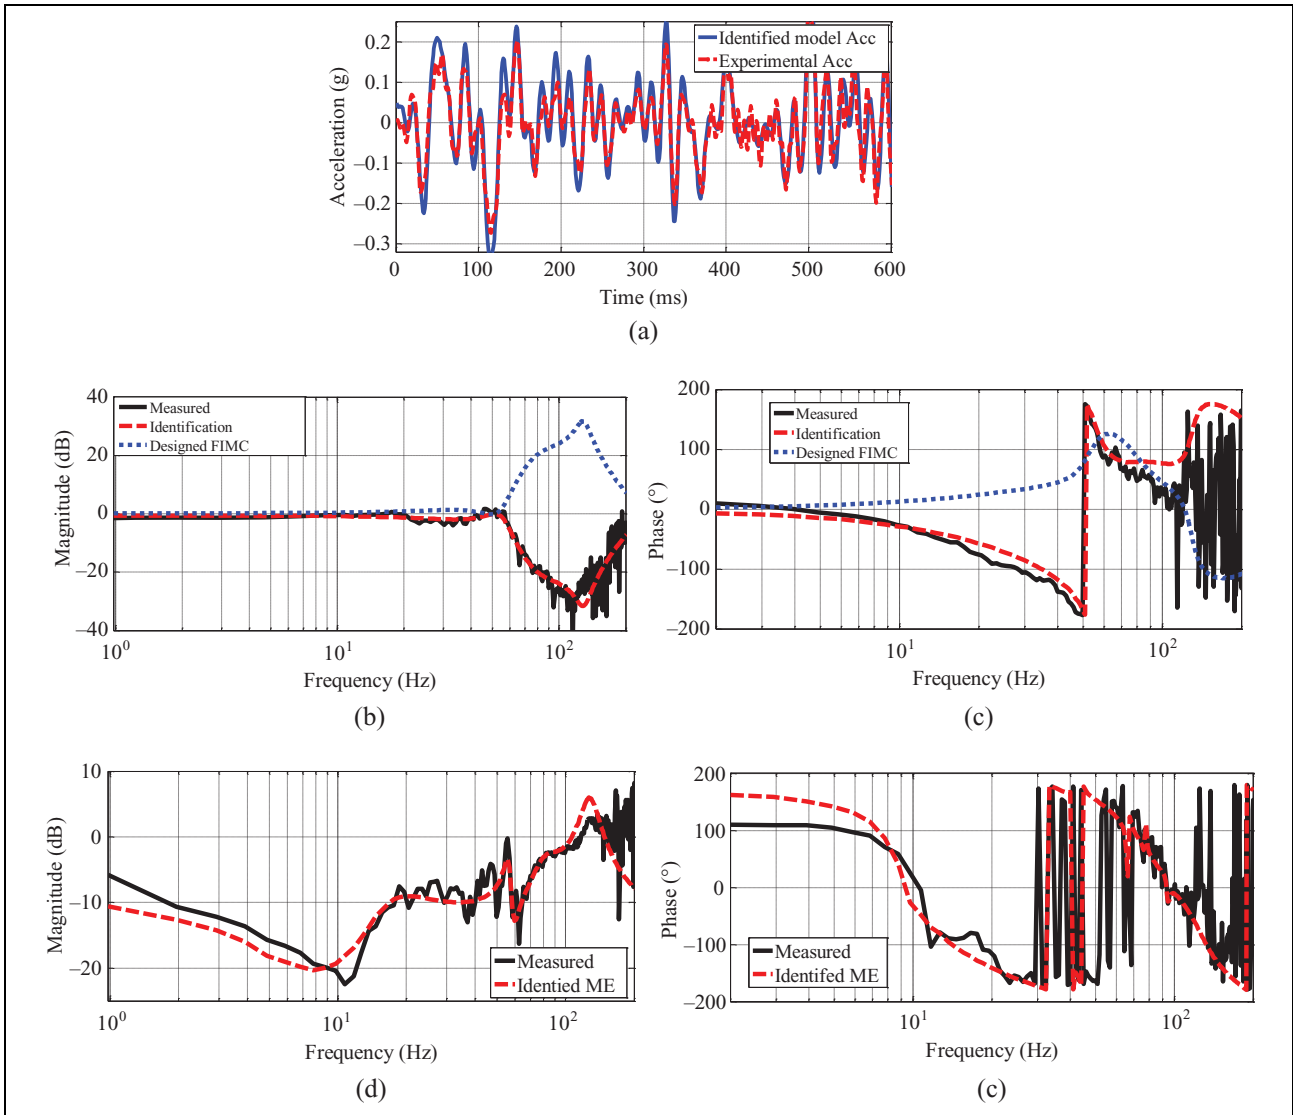 0.2
0.1
0
–0.1
–0.2
–0.3
Acceleration (g)
Identified model Acc
Experimental Acc
0 100 200 300 400 500 600
Time (ms)
(a)
40
20
0
–20
–40
Magnitude (dB)
Measured
Identification
Designed FIMC
10^0 10^1 10^2
Frequency (Hz)
(b)
200
100
0
–100
–200
Phase (°)
Measured
Identification
Designed FIMC
10^1 10^2
Frequency (Hz)
(c)
10
0
–10
–20
Magnitude (dB)
Measured
Identied ME
10^0 10^1 10^2
Frequency (Hz)
(d)
200
100
0
–100
–200
Phase (°)
Measured
Identifed ME
10^1 10^2
Frequency (Hz)
(c)